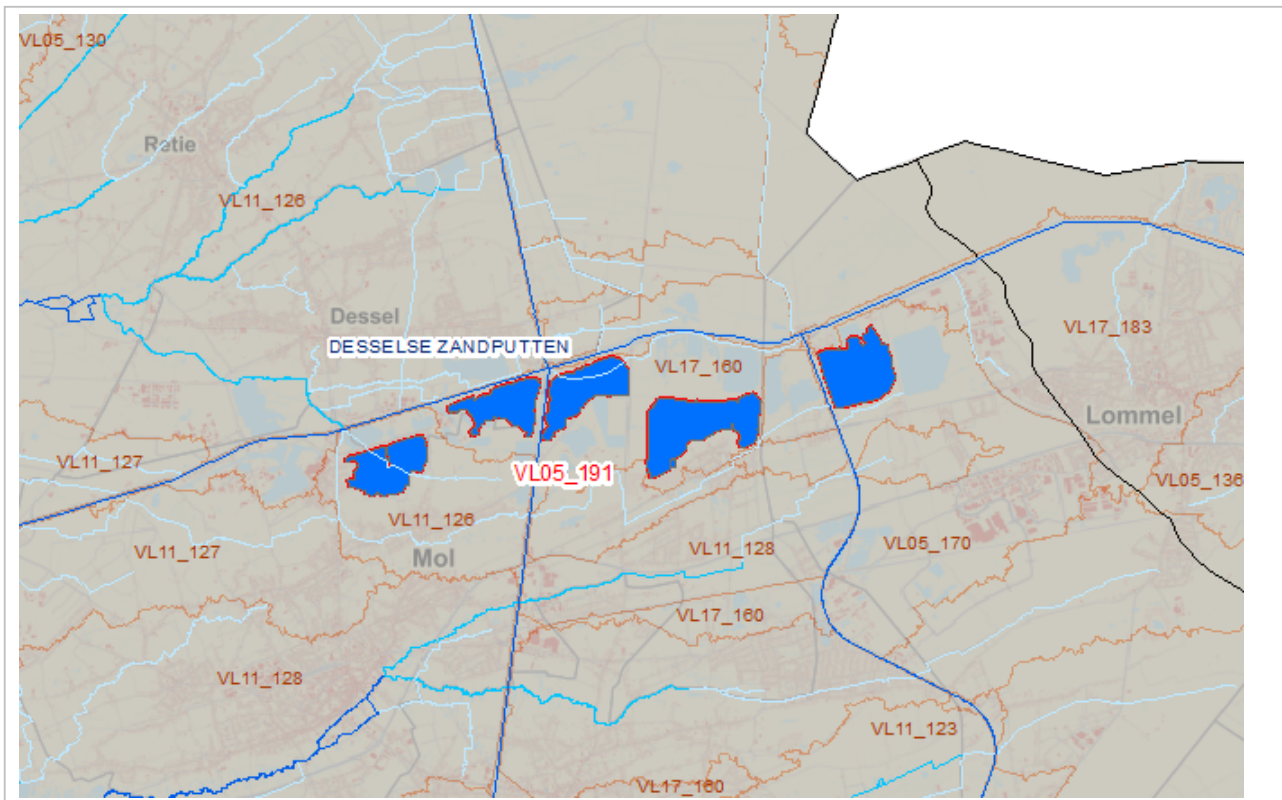 VL05_130
Retie
VL11_126
Dessel
DESSELSE ZANDPUTTEN
VL17_183
VL17_160
Lommel
VL11_127
VL05_191
VL05_136
VL11_126
VL11_127
Mol
VL11_128
VL05_170
VL17_160
VL11_128
VL11_123
VL17_160